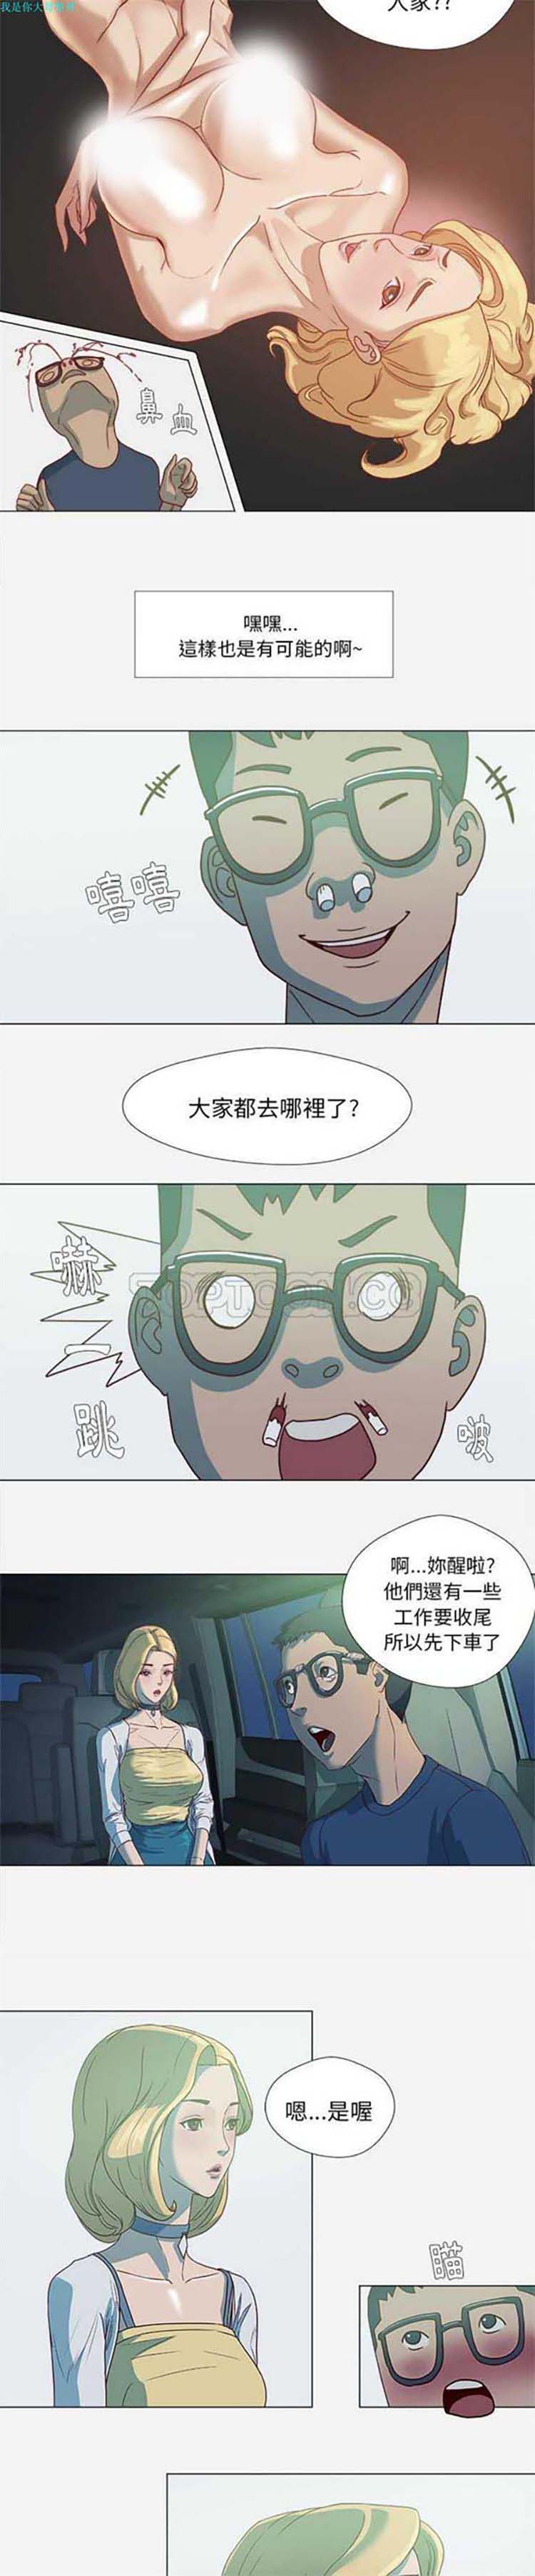 大家??
鼻血
嘿嘿...
這樣也是有可能的啊~
嘻嘻
大家都去哪裡了?
嚇一跳
TOPTOON.CO
啵
啊...妳醒啦?
他們還有一些
工作要收尾
所以先下車了
嗯...是喔
瞄